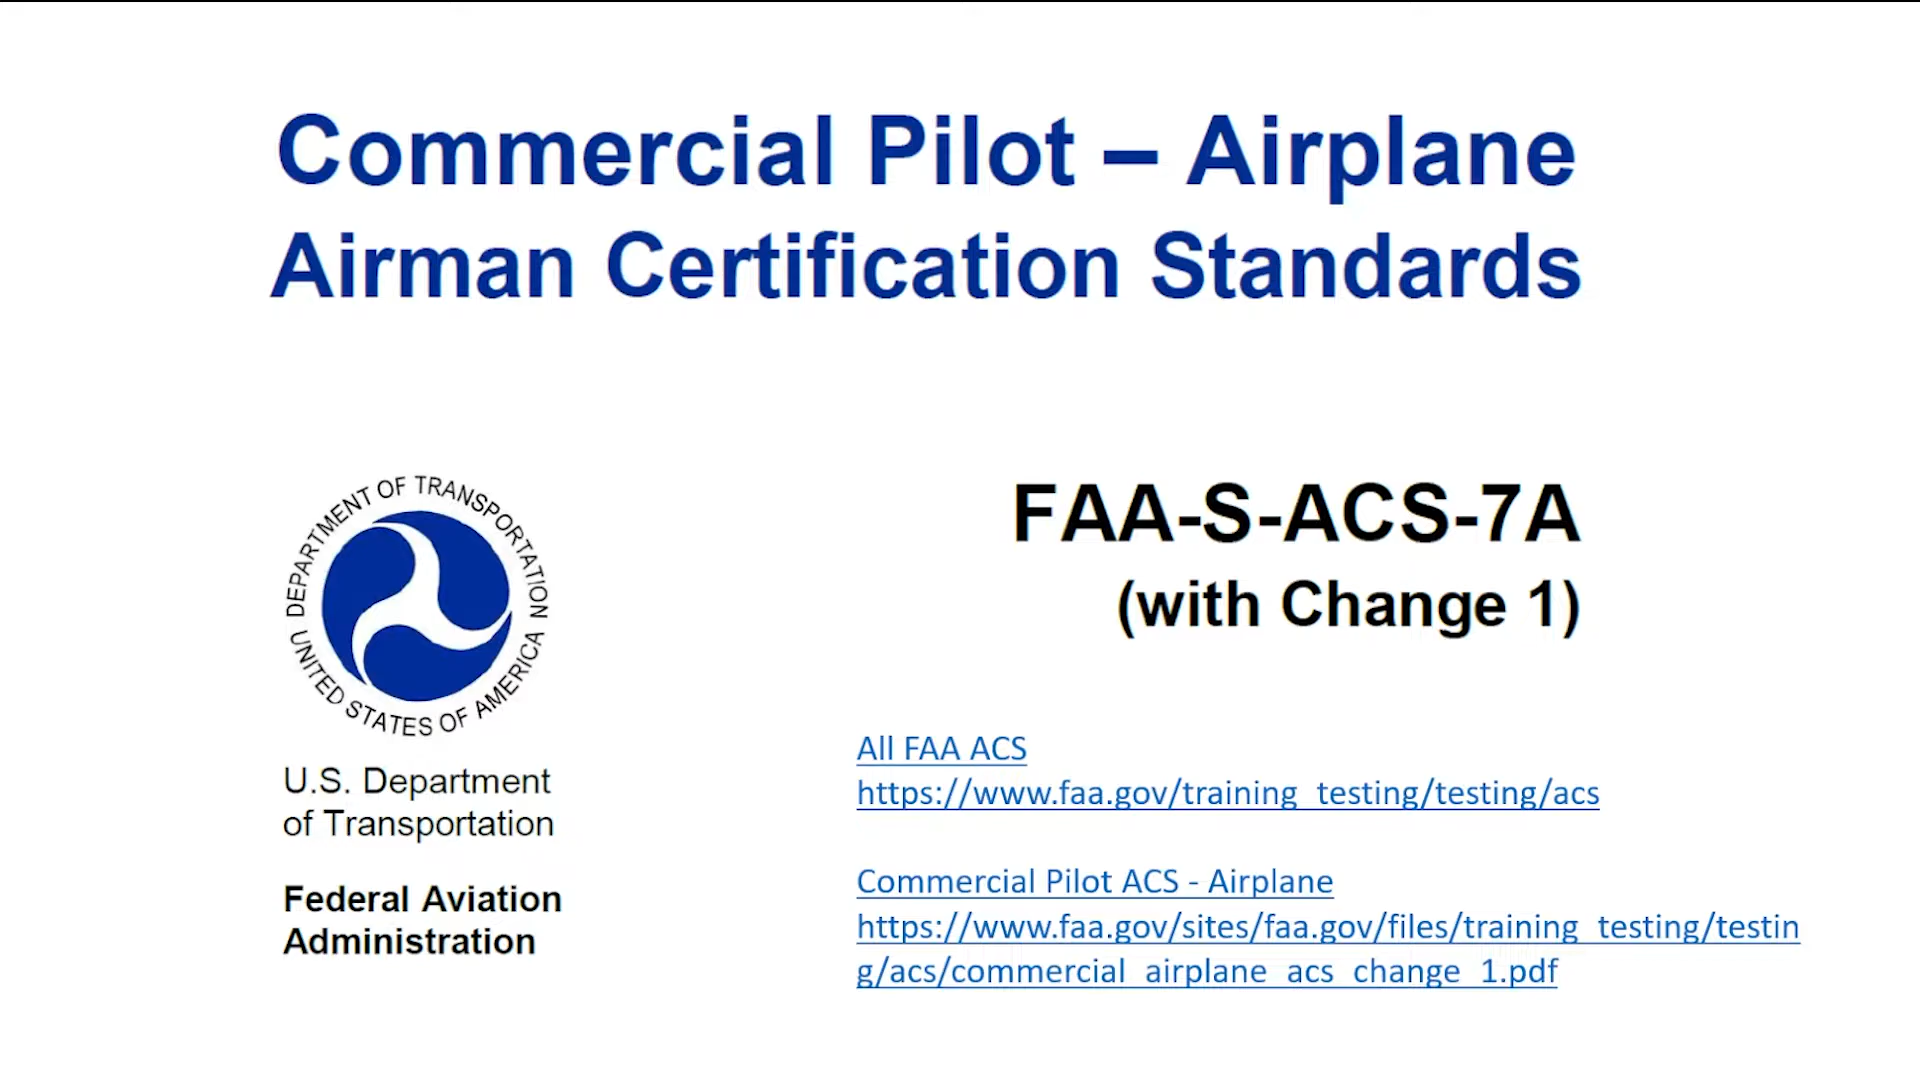 Commercial Pilot – Airplane
Airman Certification Standards
FAA-S-ACS-7A
(with Change 1)
DEPARTMENT OF TRANSPORTATION
UNITED STATES OF AMERICA
U.S. Department
of Transportation
Federal Aviation
Administration
All FAA ACS
https://www.faa.gov/training_testing/testing/acs
Commercial Pilot ACS - Airplane
https://www.faa.gov/sites/faa.gov/files/training_testing/testin
g/acs/commercial_airplane_acs_change_1.pdf